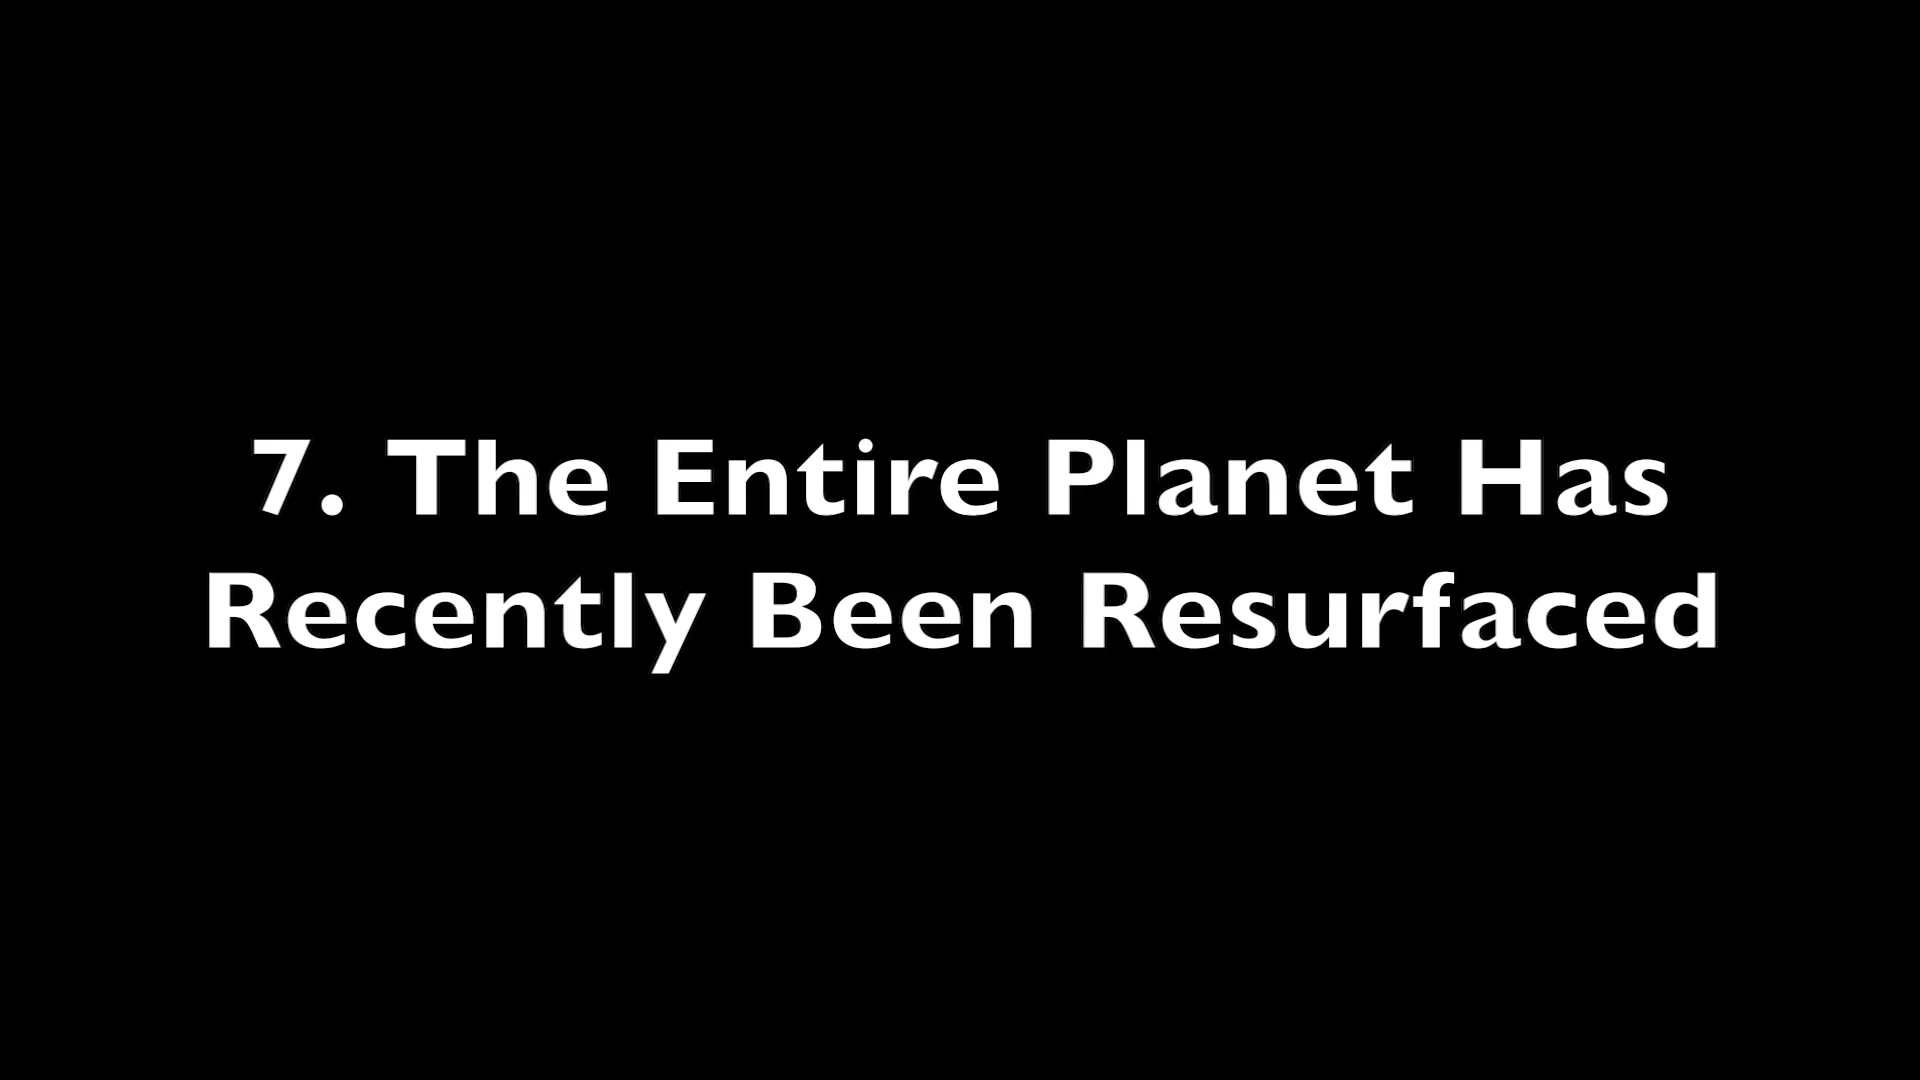 7. The Entire Planet Has
Recently Been Resurfaced